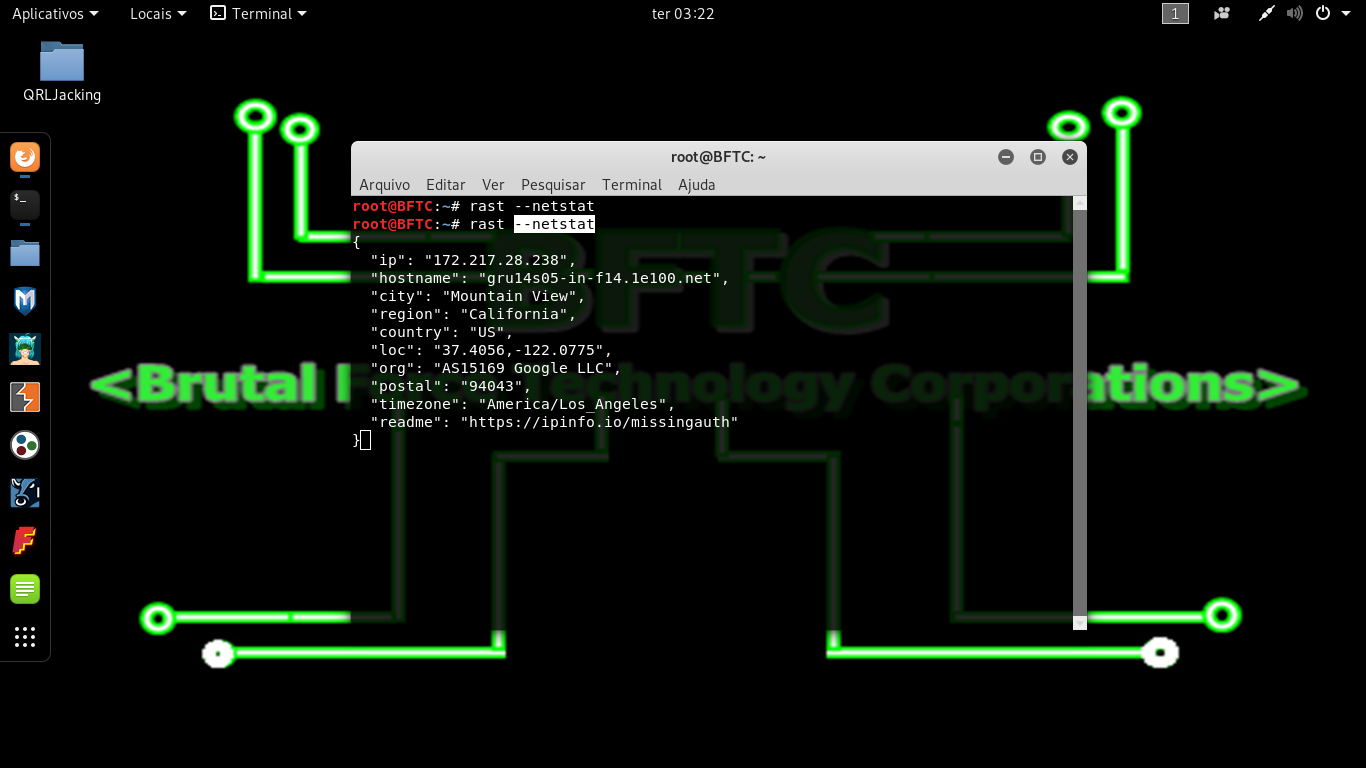 Aplicativos Locais Terminal ter 03:22 1
QRLJacking
root@BFTC: ~
Arquivo Editar Ver Pesquisar Terminal Ajuda
root@BFTC:~# rast --netstat
root@BFTC:~# rast --netstat
{
"ip": "172.217.28.238",
"hostname": "gru14s05-in-f14.1e100.net",
"city": "Mountain View",
"region": "California",
"country": "US",
"loc": "37.4056,-122.0775",
"org": "AS15169 Google LLC",
"postal": "94043",
"timezone": "America/Los_Angeles",
"readme": "https://ipinfo.io/missingauth"
}
BFTC
<Brutal Force Technology Corporations>